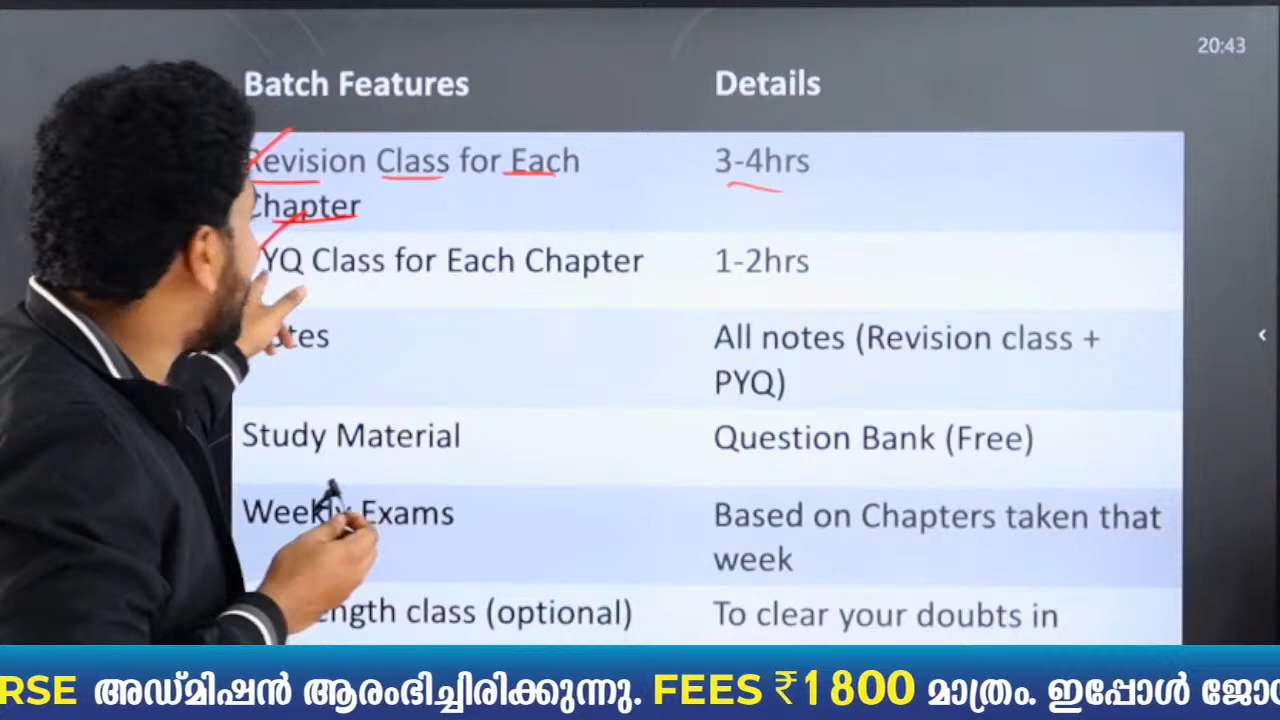 20:43
Batch Features Details
Revision Class for Each 3-4hrs
Chapter
YQ Class for Each Chapter 1-2hrs
All notes (Revision class +
PYQ)
Study Material Question Bank (Free)
Weekly Exams Based on Chapters taken that
week
class (optional) To clear your doubts in
RSE അഡ്മിഷൻ ആരംഭിച്ചിരിക്കുന്നു. FEES ₹1800 മാത്രം. ഇപ്പോൾ